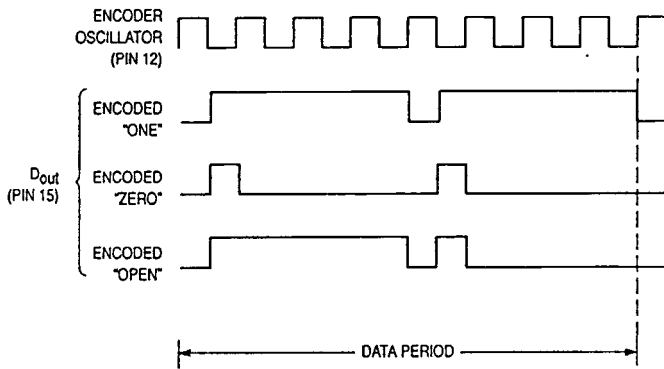 ENCODER
OSCILLATOR
(PIN 12)
ENCODED
"ONE"
Dout
(PIN 15)
ENCODED
"ZERO"
ENCODED
"OPEN"
DATA PERIOD